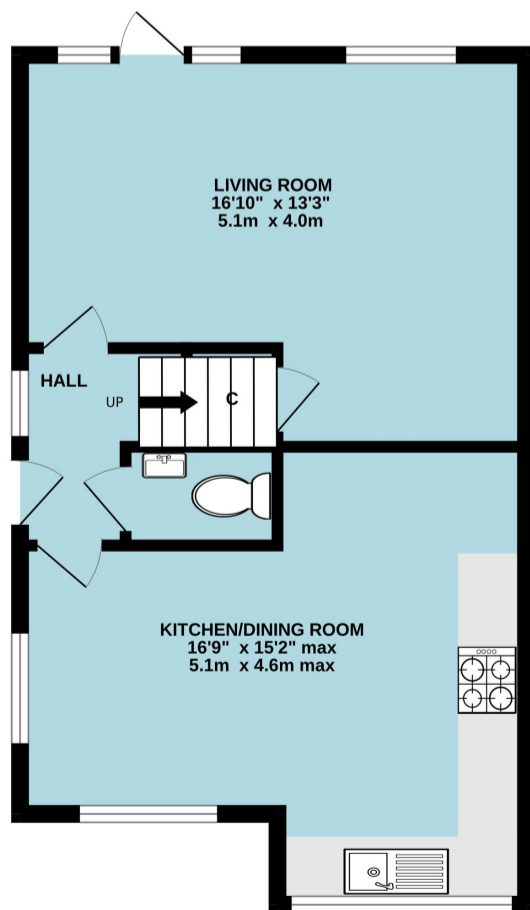 LIVING ROOM
16'10" x 13'3"
5.1m x 4.0m
HALL
UP
C
KITCHEN/DINING ROOM
16'9" x 15'2" max
5.1m x 4.6m max